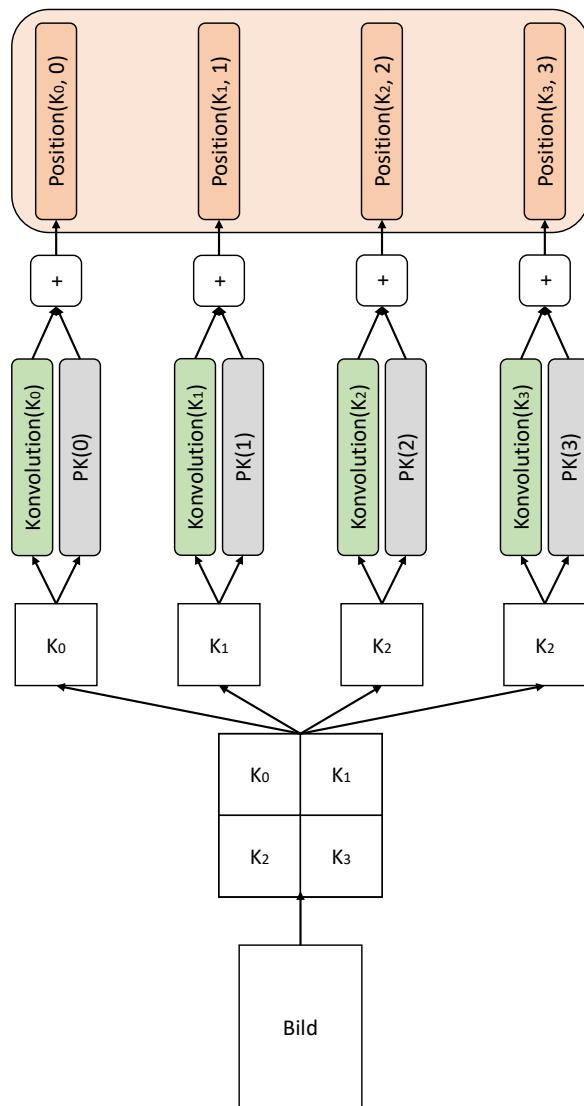 Position(K₀, 0)
Position(K₁, 1)
Position(K₂, 2)
Position(K₃, 3)
+
+
+
+
Konvolution(K₀)
PK(0)
Konvolution(K₁)
PK(1)
Konvolution(K₂)
PK(2)
Konvolution(K₃)
PK(3)
K₀
K₁
K₂
K₂
K₀
K₁
K₂
K₃
Bild